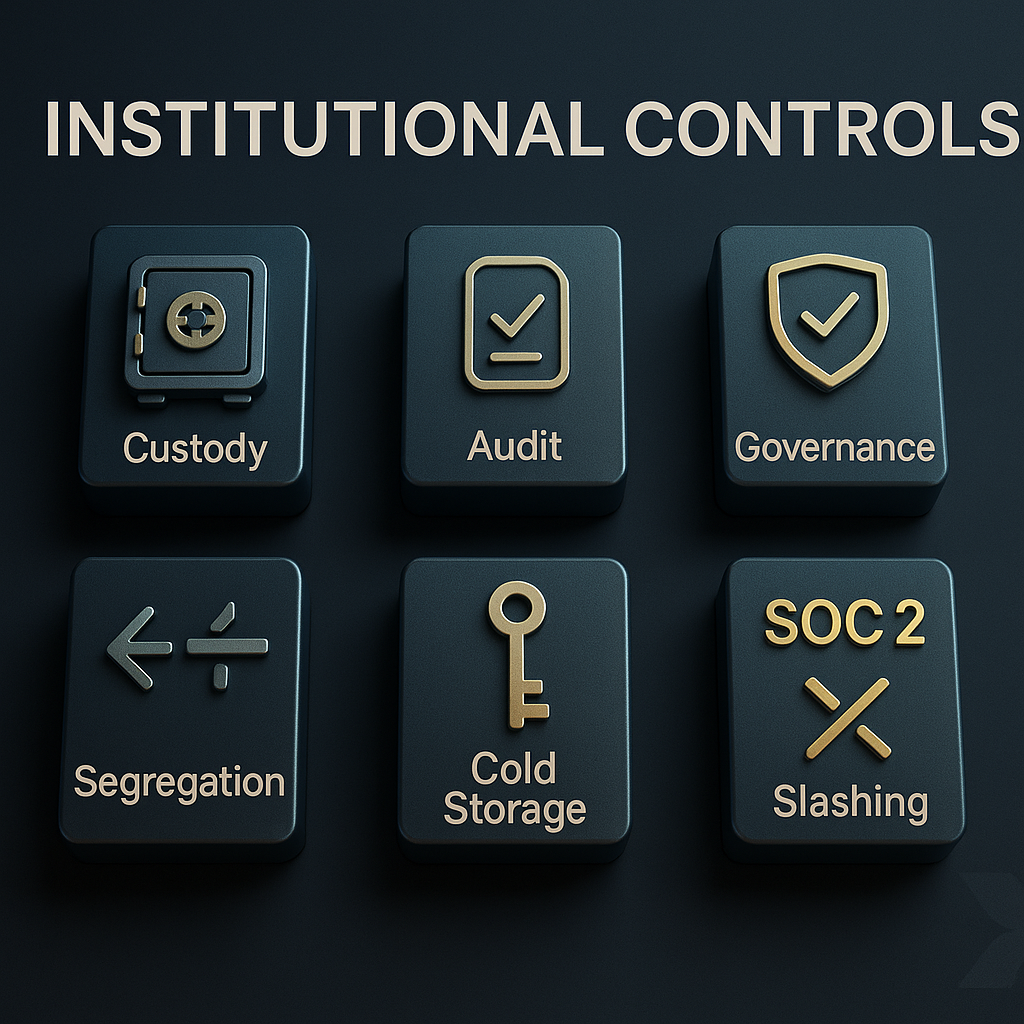 INSTITUTIONAL CONTROLS
Custody
Audit
Governance
Segregation
Cold
Storage
SOC 2
Slashing